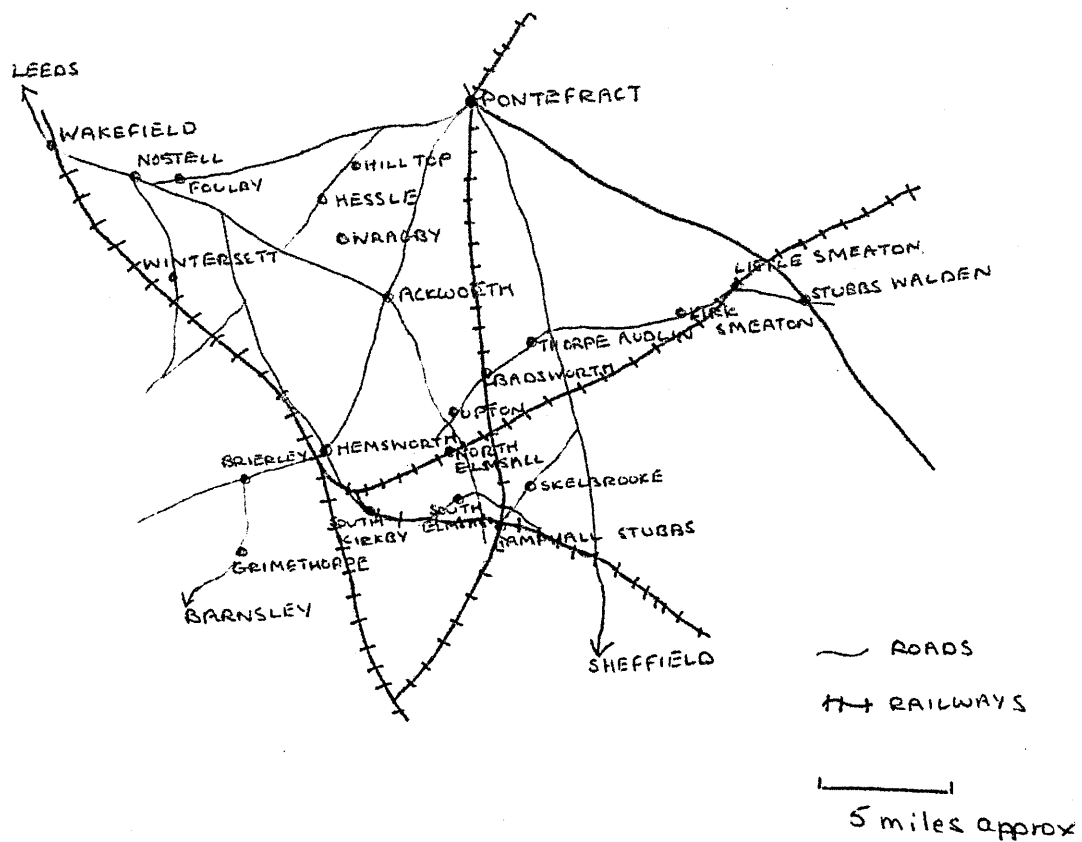 LEEDS
PONTEFRACT
WAKEFIELD
NOSTELL
FOULBY
HILL TOP
HESSLE
WRAGBY
WINTERSETT
ACKWORTH
LITTLE SMEATON
STUBBS WALDEN
KIRK
SMEATON
THORPE AUDLIN
BADSWORTH
UPTON
HEMSWORTH
NORTH
ELMSALL
BRIERLEY
SKELBROOKE
SOUTH
KIRKBY
SOUTH
ELMSALL
STUBBS
GRIMETHORPE
BARNSLEY
SHEFFIELD
ROADS
RAILWAYS
5 miles approx